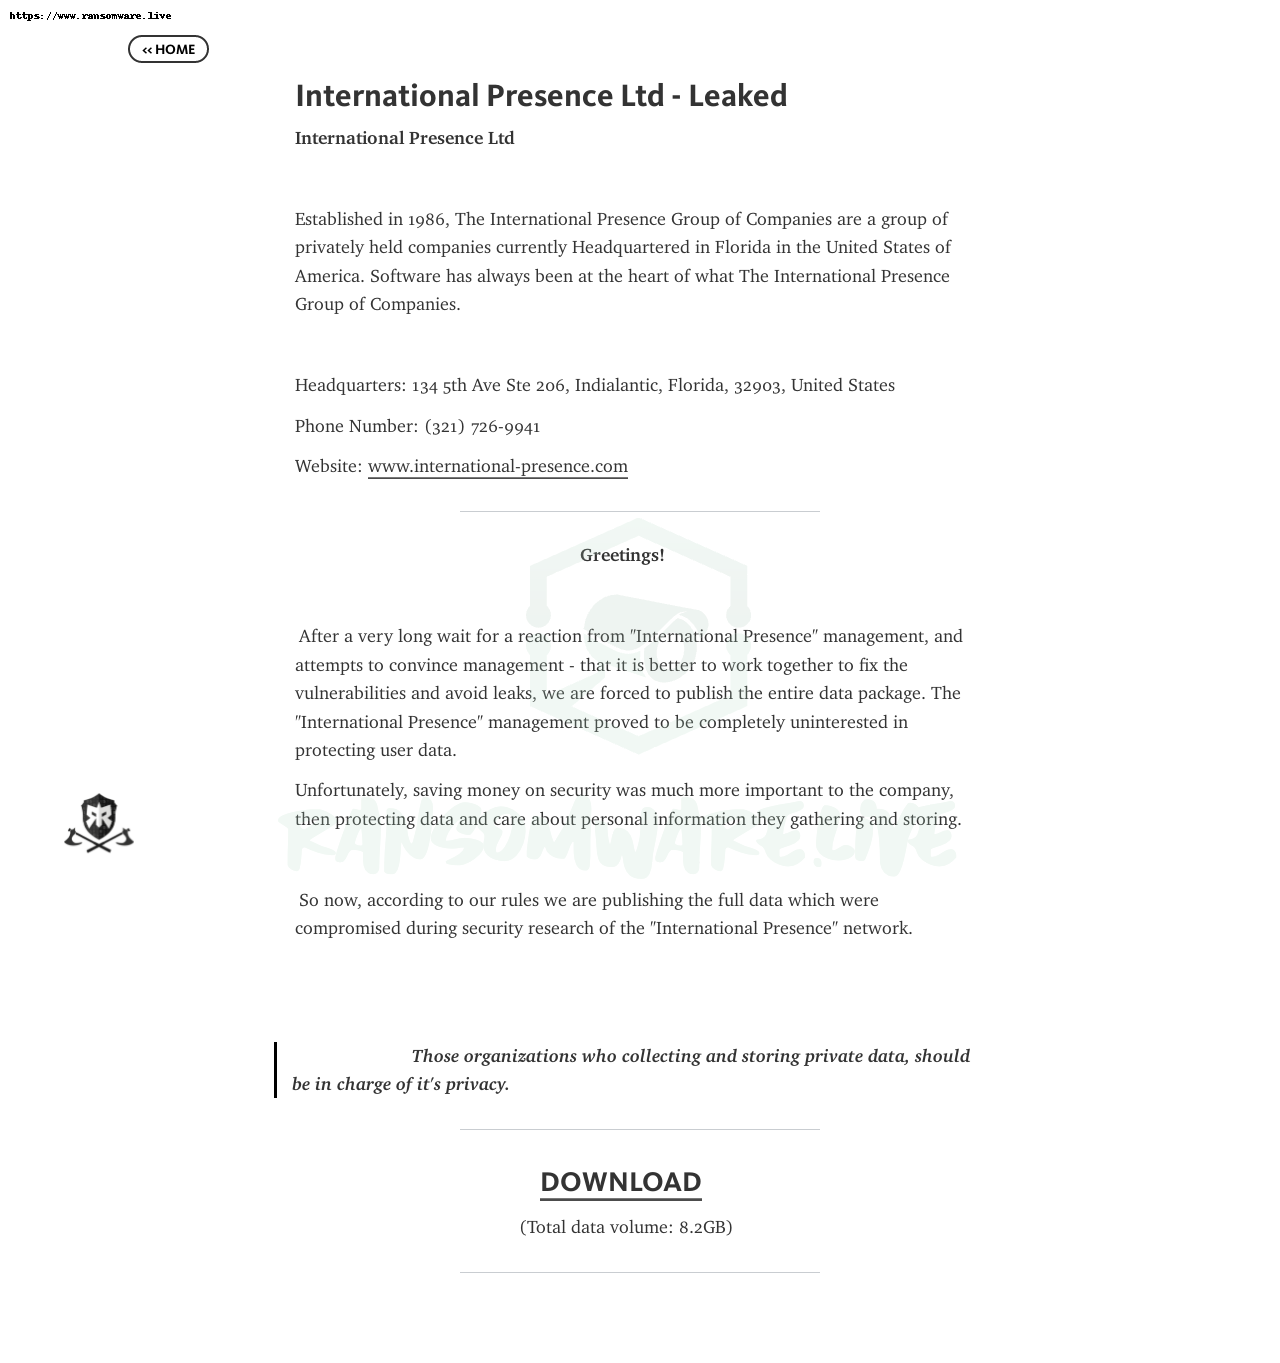 https://www.ransomware.live
<< HOME
International Presence Ltd - Leaked
International Presence Ltd
Established in 1986, The International Presence Group of Companies are a group of
privately held companies currently Headquartered in Florida in the United States of
America. Software has always been at the heart of what The International Presence
Group of Companies.
Headquarters: 134 5th Ave Ste 206, Indialantic, Florida, 32903, United States
Phone Number: (321) 726-9941
Website: www.international-presence.com
Greetings!
After a very long wait for a reaction from "International Presence" management, and
attempts to convince management - that it is better to work together to fix the
vulnerabilities and avoid leaks, we are forced to publish the entire data package. The
"International Presence" management proved to be completely uninterested in
protecting user data.
Unfortunately, saving money on security was much more important to the company,
then protecting data and care about personal information they gathering and storing.
RANSOMWARE.LIVE
So now, according to our rules we are publishing the full data which were
compromised during security research of the "International Presence" network.
Those organizations who collecting and storing private data, should
be in charge of it's privacy.
DOWNLOAD
(Total data volume: 8.2GB)